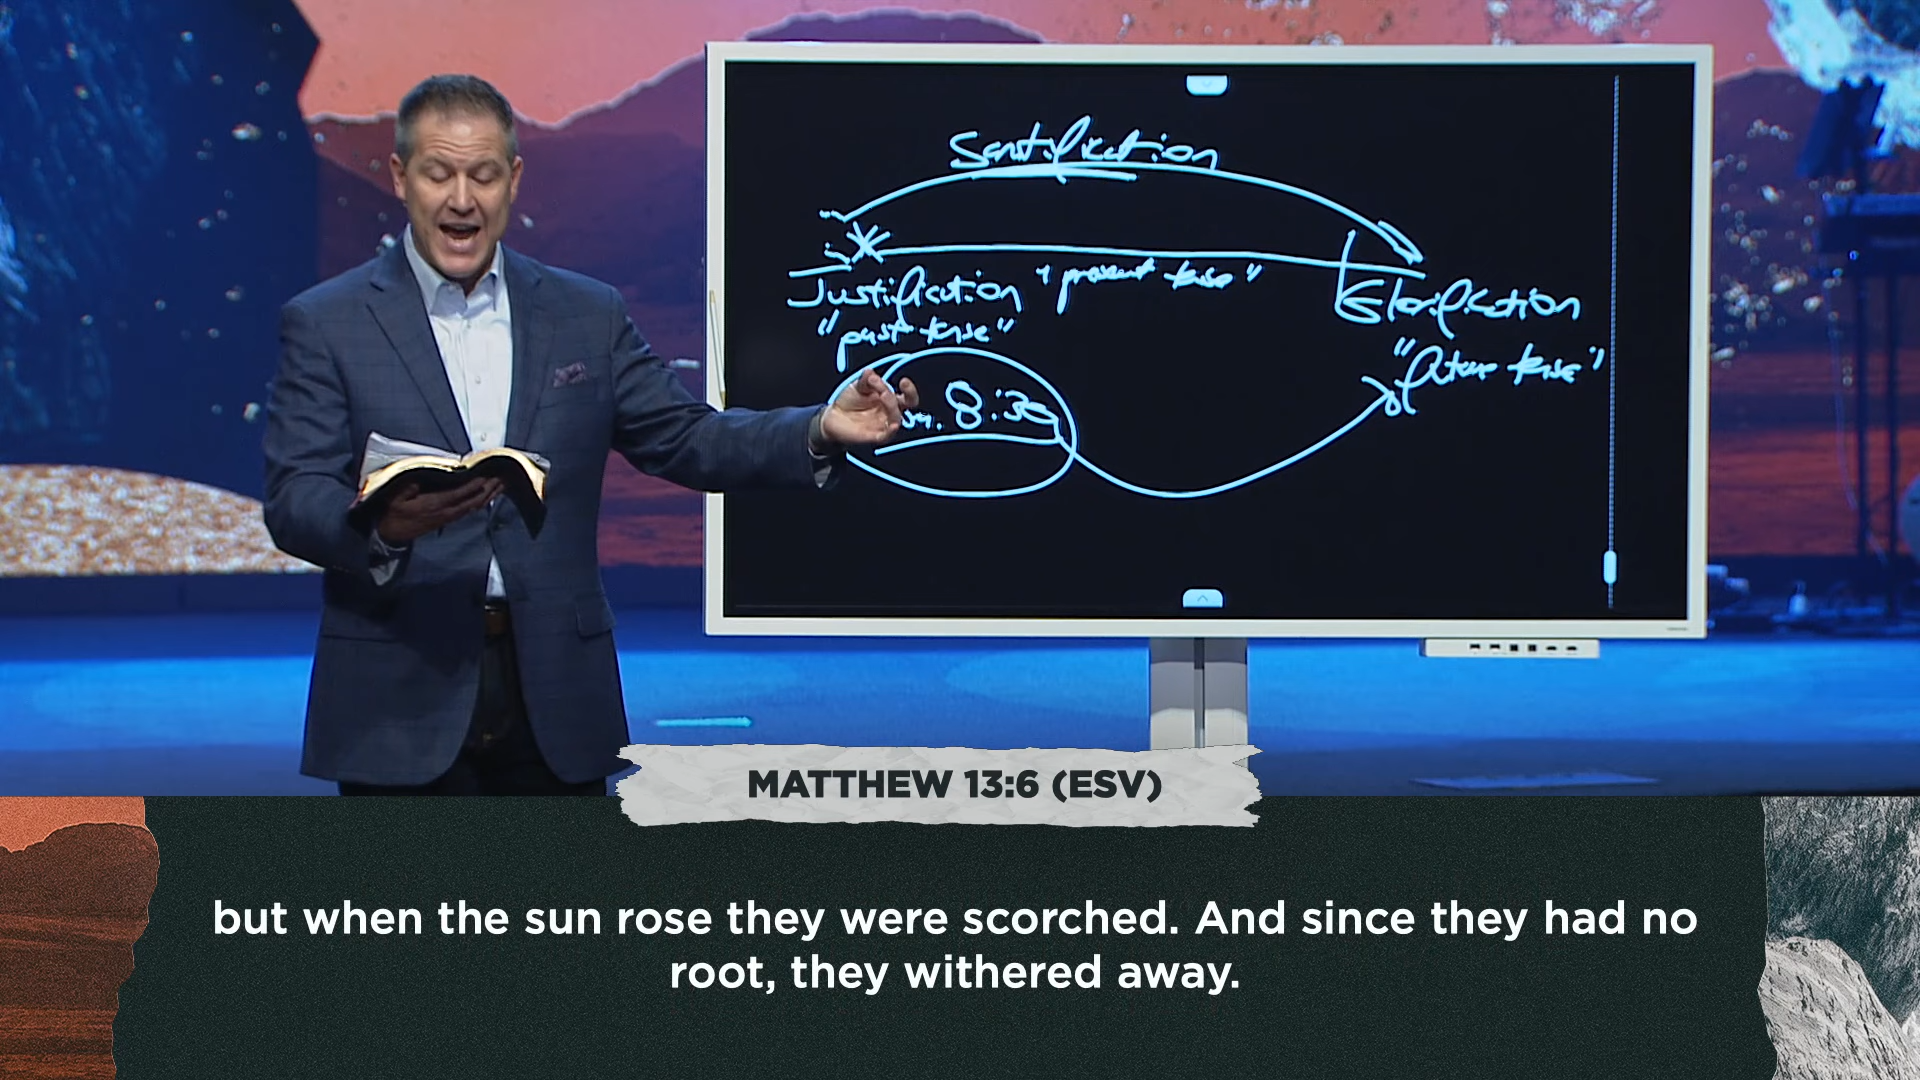 Sanctification
Justification "present tense"
"past tense"
Glorification
"future tense"
8:30
MATTHEW 13:6 (ESV)
but when the sun rose they were scorched. And since they had no
root, they withered away.